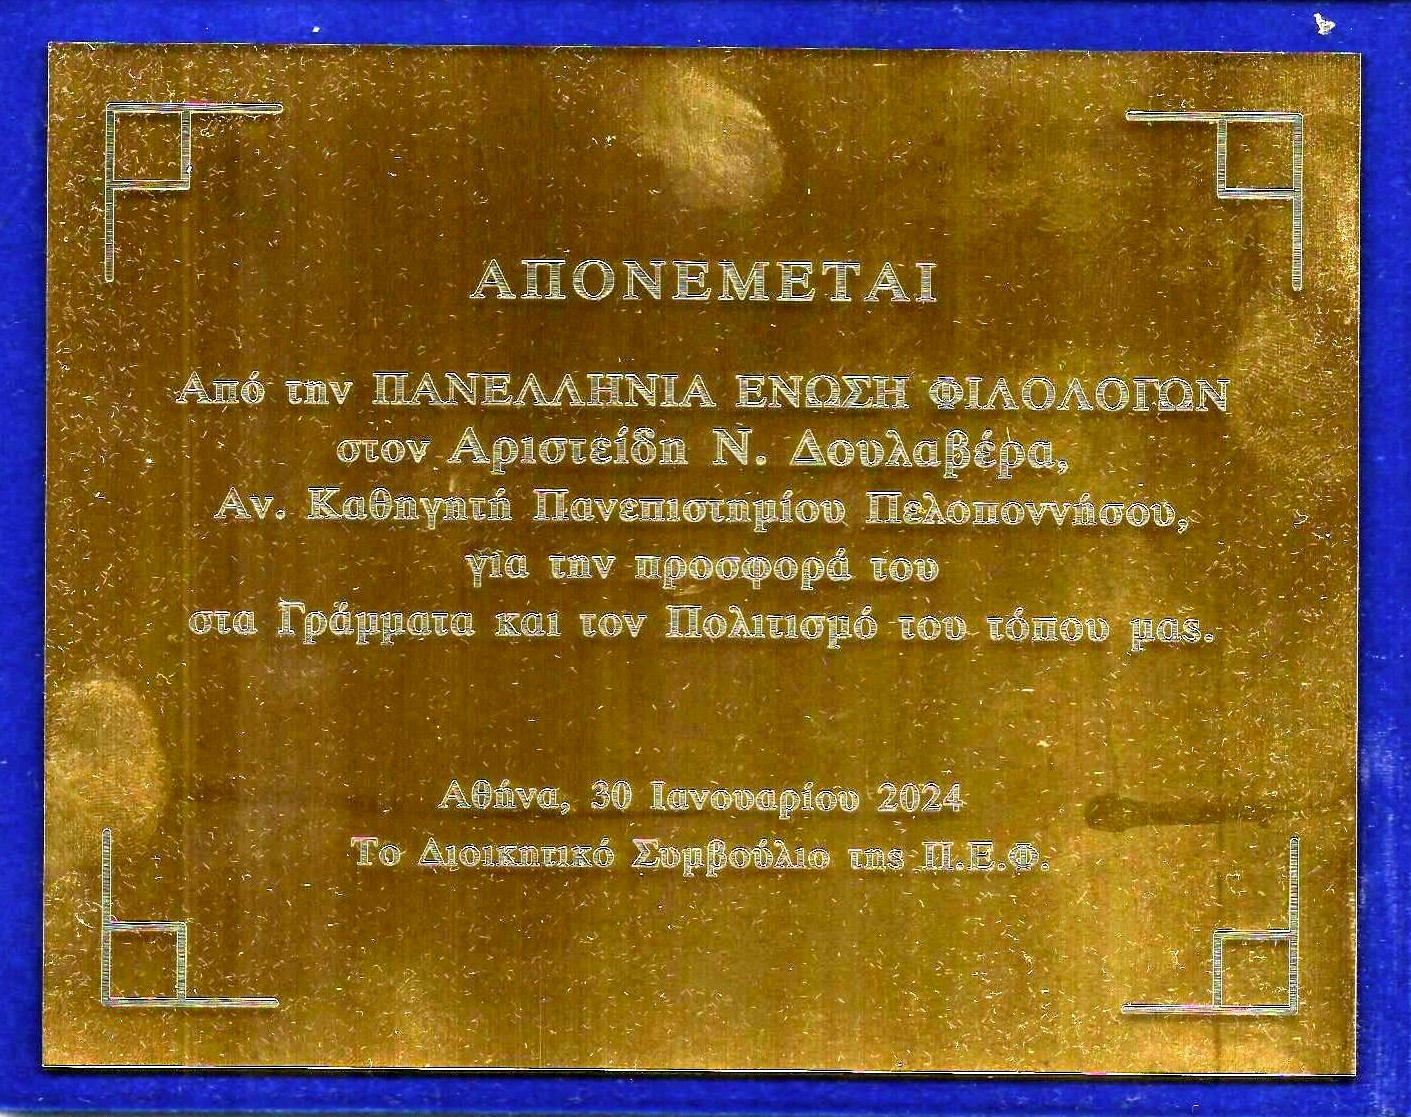 ΑΠΟΝΕΜΕΤΑΙ
Από την ΠΑΝΕΛΛΗΝΙΑ ΕΝΩΣΗ ΦΙΛΟΛΟΓΩΝ
στον Αριστείδη Ν. Δουλαβέρα,
Αν. Καθηγητή Πανεπιστημίου Πελοποννήσου,
για την προσφορά του
στα Γράμματα και τον Πολιτισμό του τόπου μας.
Αθήνα, 30 Ιανουαρίου 2024
Το Διοικητικό Συμβούλιο της Π.Ε.Φ.